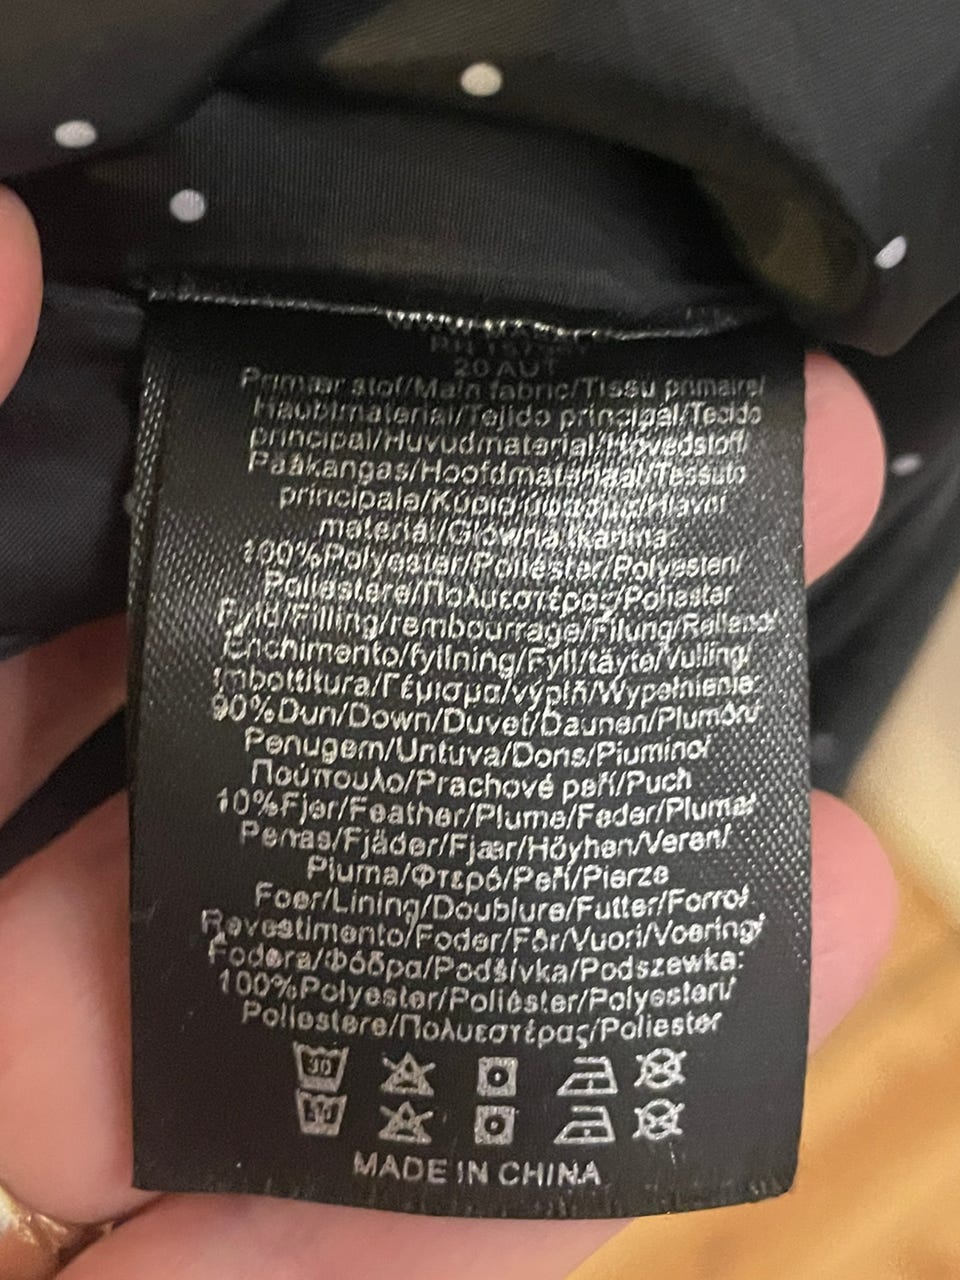 20 AUT
Primær stof/Main fabric/Tissu primaire/
Hauptmaterial/Tejido principal/Tecido
principal/Huvudmaterial/Hovedstoff/
Pääkangas/Hoofdmateriaal/Tessuto
principale/Κύριο ύφασμα/Hlavní
materiál/Główna tkanina:
100%Polyester/Poliéster/Polyesteri/
Poliestere/Πολυεστέρας/Poliester
Fyld/Filling/rembourrage/Füllung/Relleno/
Enchimento/fyllning/Fyll/täyte/Vulling/
Imbottitura/Γέμισμα/výplň/Wypełnienie:
90%Dun/Down/Duvet/Daunen/Plumón/
Penugem/Untuva/Dons/Piumino/
Πούπουλο/Prachové peří/Puch
10%Fjer/Feather/Plume/Feder/Pluma/
Penas/Fjäder/Fjær/Höyhen/Veren/
Piuma/Φτερό/Peří/Pierze
Foer/Lining/Doublure/Futter/Forro/
Revestimento/Foder/Fôr/Vuori/Voering/
Fodera/Φόδρα/Podšívka/Podszewka:
100%Polyester/Poliéster/Polyesteri/
Poliestere/Πολυεστέρας/Poliester
30
MADE IN CHINA